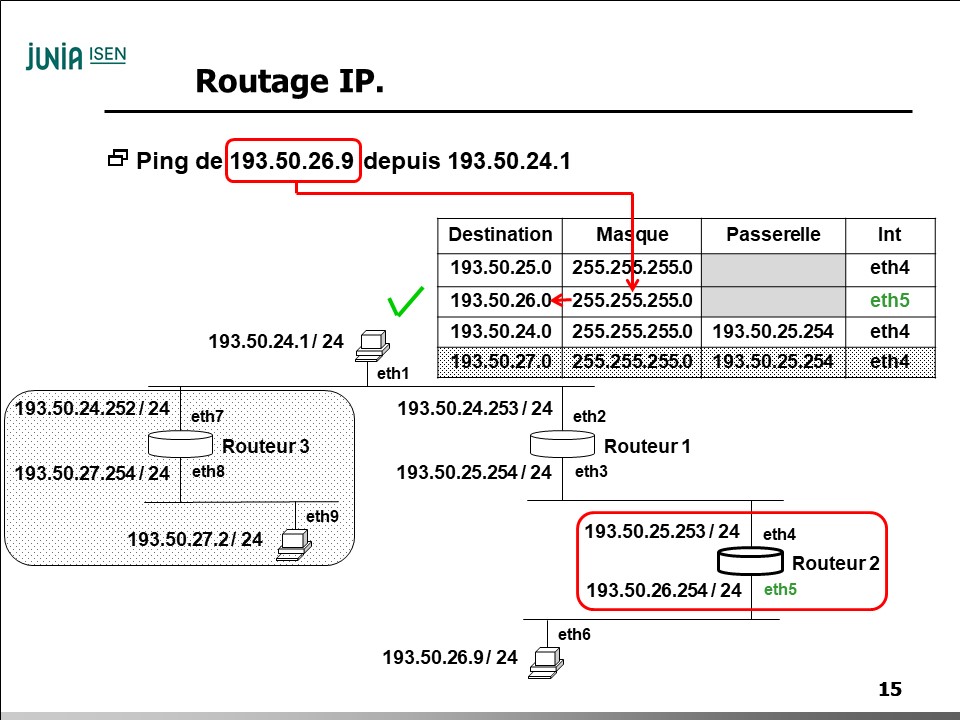 JUNIA ISEN
Routage IP.
Ping de 193.50.26.9 depuis 193.50.24.1
Destination Masque Passerelle Int
193.50.25.0 255.255.255.0 eth4
193.50.26.0 255.255.255.0 eth5
193.50.24.0 255.255.255.0 193.50.25.254 eth4
193.50.27.0 255.255.255.0 193.50.25.254 eth4
193.50.24.1 / 24
eth1
193.50.24.252 / 24
eth7
Routeur 3
193.50.27.254 / 24
eth8
eth9
193.50.27.2 / 24
193.50.24.253 / 24
eth2
Routeur 1
193.50.25.254 / 24
eth3
193.50.25.253 / 24
eth4
Routeur 2
193.50.26.254 / 24
eth5
eth6
193.50.26.9 / 24
15